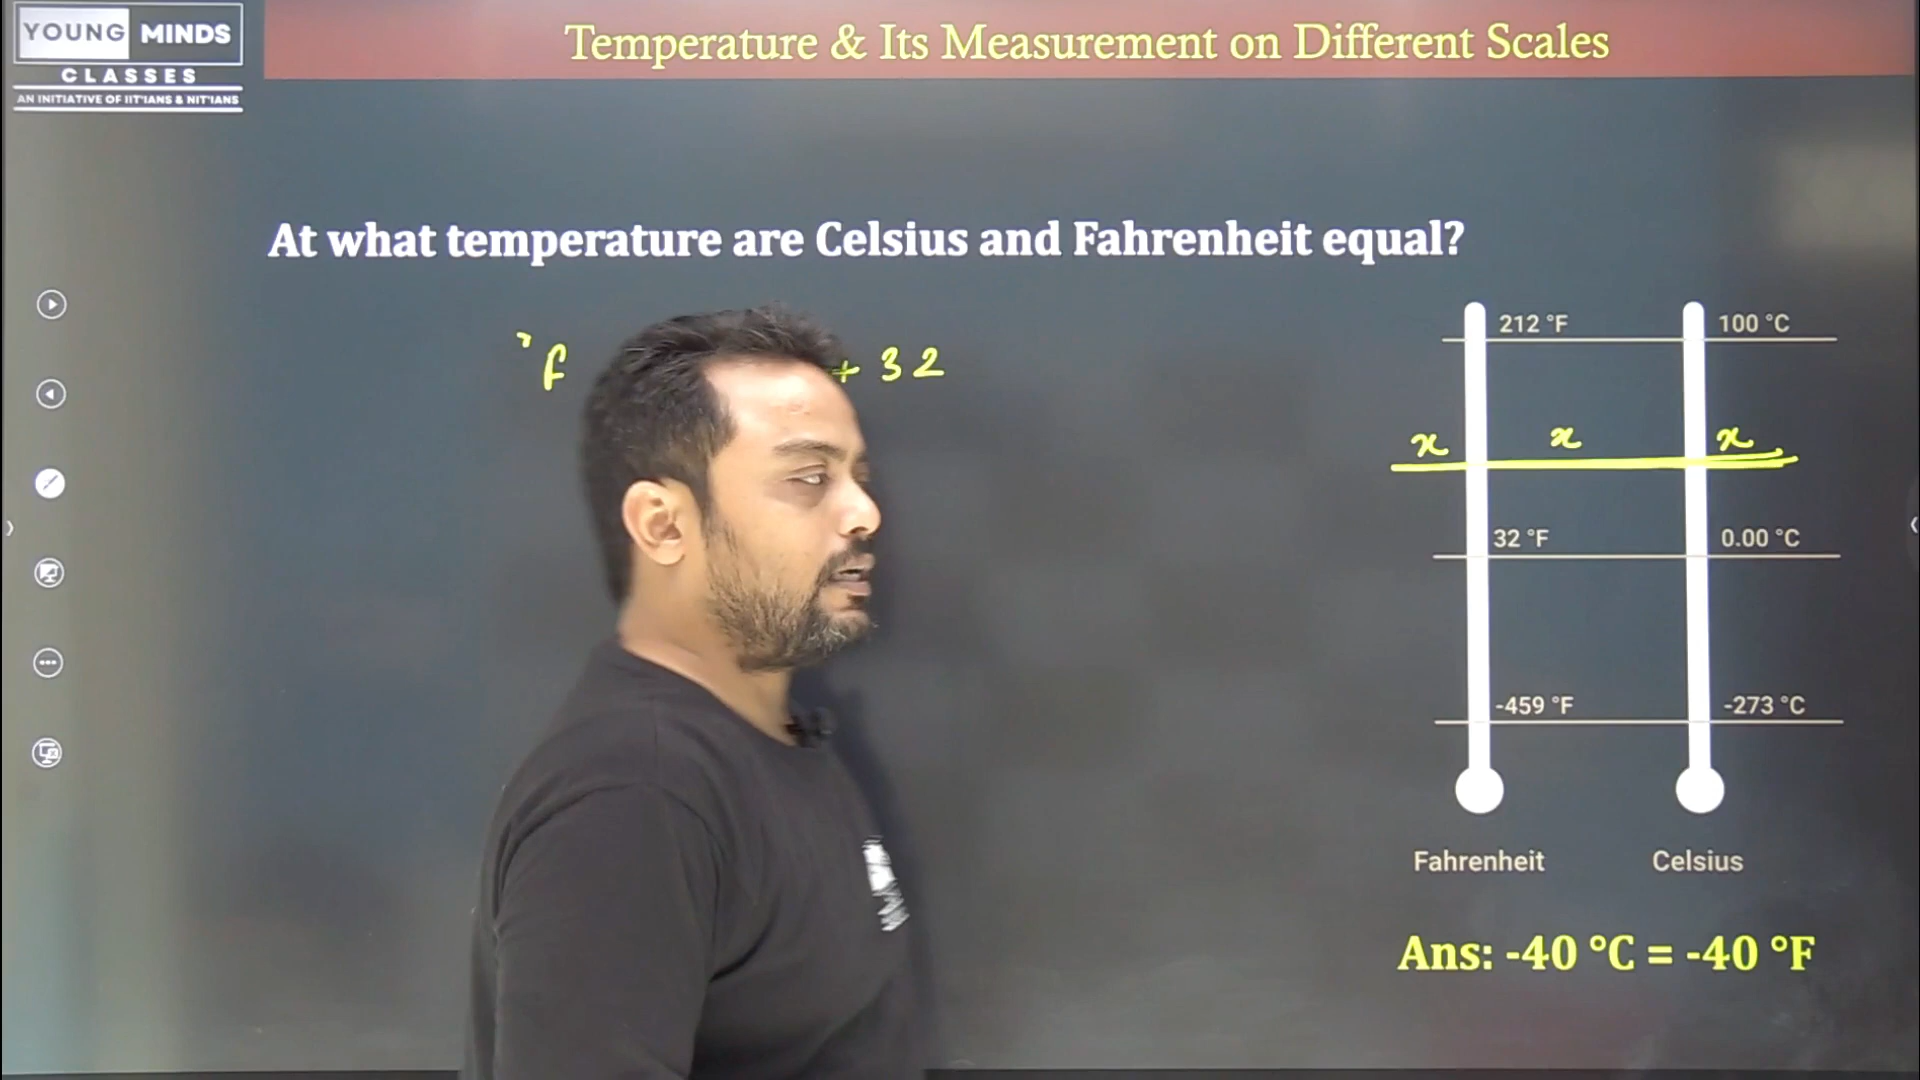 YOUNG MINDS
CLASSES
AN INITIATIVE OF IIT'IANS & NIT'IANS
Temperature & Its Measurement on Different Scales
At what temperature are Celsius and Fahrenheit equal?
°F + 32
212 °F 100 °C
x x x
32 °F 0.00 °C
-459 °F -273 °C
Fahrenheit Celsius
Ans: -40 °C = -40 °F